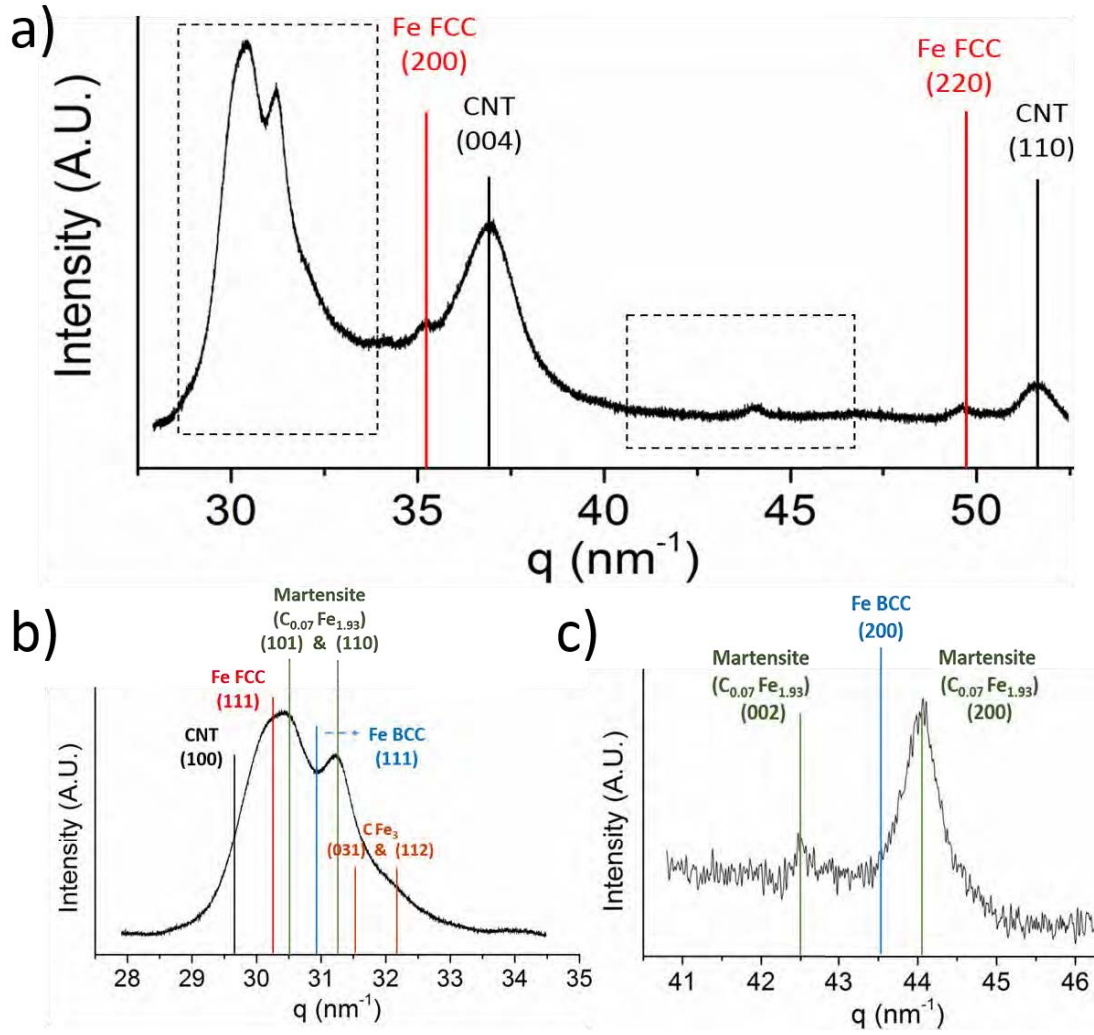 a)
Intensity (A.U.)
Fe FCC
(200)
CNT
(004)
Fe FCC
(220)
CNT
(110)
30 35 40 45 50
q (nm⁻¹)
b)
Intensity (A.U.)
Martensite
(C₀.₀₇ Fe₁.₉₃)
(101) & (110)
Fe FCC
(111)
CNT
(100)
Fe BCC
(111)
C Fe₃
(031) & (112)
28 29 30 31 32 33 34 35
q (nm⁻¹)
c)
Intensity (A.U.)
Fe BCC
(200)
Martensite
(C₀.₀₇ Fe₁.₉₃)
(002)
Martensite
(C₀.₀₇ Fe₁.₉₃)
(200)
41 42 43 44 45 46
q (nm⁻¹)